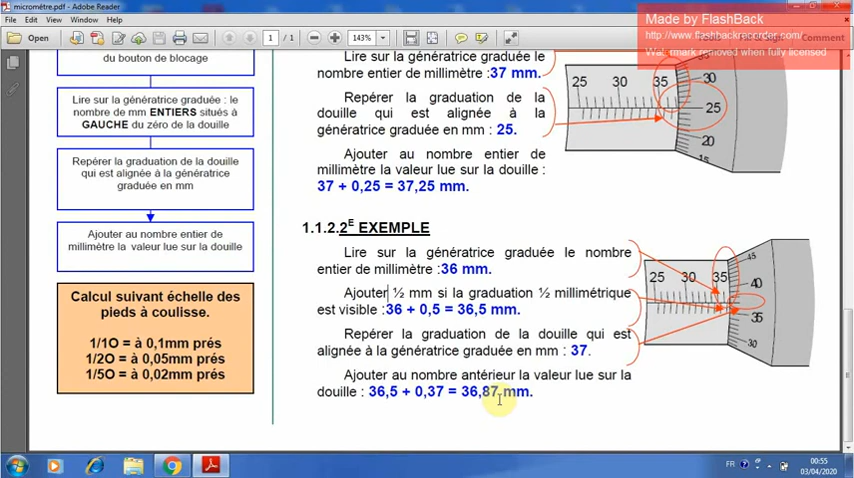 micrométre.pdf - Adobe Reader
File Edit View Window Help
Made by FlashBack
http://www.flashbackrecorder.com/
Watermark removed when fully licensed
Open
1 / 1
143%
Comment
du bouton de blocage
Lire sur la génératrice graduée : le
nombre de mm ENTIERS situés à
GAUCHE du zéro de la douille
Repérer la graduation de la douille
qui est alignée à la génératrice
graduée en mm
Ajouter au nombre entier de
millimètre la valeur lue sur la douille
Calcul suivant échelle des
pieds à coulisse.
1/1O = à 0,1mm prés
1/2O = à 0,05mm prés
1/5O = à 0,02mm prés
Lire sur la génératrice graduée le
nombre entier de millimètre :37 mm.
Repérer la graduation de la
douille qui est alignée à la
génératrice graduée en mm : 25.
Ajouter au nombre entier de
millimètre la valeur lue sur la douille :
37 + 0,25 = 37,25 mm.
25 30 35
30
25
20
15
1.1.2.2E EXEMPLE
Lire sur la génératrice graduée le nombre
entier de millimètre :36 mm.
Ajouter ½ mm si la graduation ½ millimétrique
est visible :36 + 0,5 = 36,5 mm.
Repérer la graduation de la douille qui est
alignée à la génératrice graduée en mm : 37.
Ajouter au nombre antérieur la valeur lue sur la
douille : 36,5 + 0,37 = 36,87 mm.
25 30 35
45
40
35
30
FR
00:55
03/04/2020